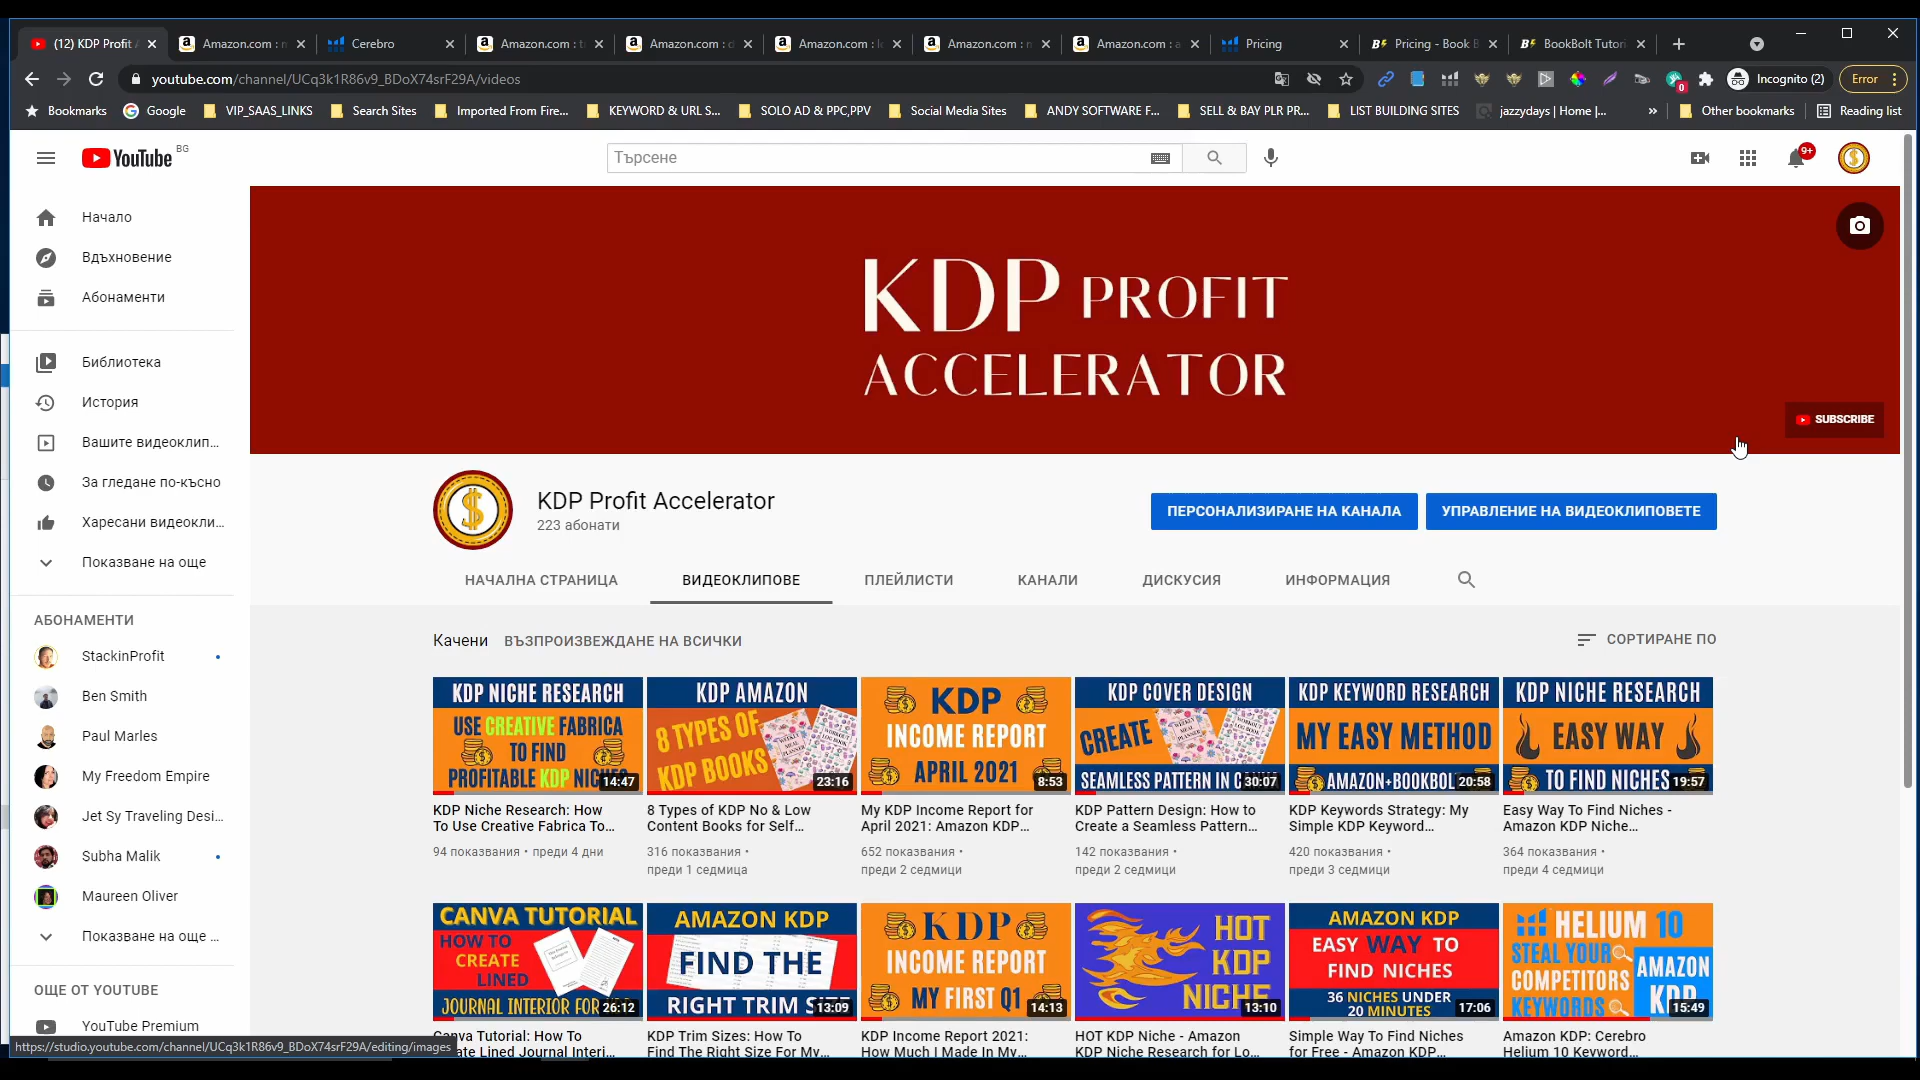 (12) KDP Profit
Amazon.com :
Cerebro
Amazon.com :
Amazon.com :
Amazon.com :
Amazon.com :
Amazon.com :
Pricing
Pricing - Book
BookBolt Tutori
youtube.com/channel/UCq3k1R86v9_BDoX74srF29A/videos
Incognito (2)
Error
Bookmarks
Google
VIP_SAAS_LINKS
Search Sites
Imported From Fire...
KEYWORD & URL S...
SOLO AD & PPC,PPV
Social Media Sites
ANDY SOFTWARE F...
SELL & BAY PLR PR...
LIST BUILDING SITES
jazzydays | Home |...
»
Other bookmarks
Reading list
YouTube BG
Търсене
9+
Начало
Вдъхновение
Абонаменти
Библиотека
История
Вашите видеоклип...
За гледане по-късно
Харесани видеокли...
Показване на още
АБОНАМЕНТИ
StackinProfit
Ben Smith
Paul Marles
My Freedom Empire
Jet Sy Traveling Desi...
Subha Malik
Maureen Oliver
Показване на още ...
ОЩЕ ОТ YOUTUBE
YouTube Premium
https://studio.youtube.com/channel/UCq3k1R86v9_BDoX74srF29A/editing/images
KDP PROFIT
ACCELERATOR
SUBSCRIBE
KDP Profit Accelerator
223 абонати
ПЕРСОНАЛИЗИРАНЕ НА КАНАЛА
УПРАВЛЕНИЕ НА ВИДЕОКЛИПОВЕТЕ
НАЧАЛНА СТРАНИЦА
ВИДЕОКЛИПОВЕ
ПЛЕЙЛИСТИ
КАНАЛИ
ДИСКУСИЯ
ИНФОРМАЦИЯ
Качени
ВЪЗПРОИЗВЕЖДАНЕ НА ВСИЧКИ
СОРТИРАНЕ ПО
KDP NICHE RESEARCH
USE CREATIVE FABRICA
TO FIND
PROFITABLE KDP
14:47
KDP Niche Research: How
To Use Creative Fabrica To...
94 показвания • преди 4 дни
KDP AMAZON
8 TYPES OF
KDP BOOKS
23:16
8 Types of KDP No & Low
Content Books for Self...
316 показвания •
преди 1 седмица
KDP
INCOME REPORT
APRIL 2021
8:53
My KDP Income Report for
April 2021: Amazon KDP...
652 показвания •
преди 2 седмици
KDP COVER DESIGN
CREATE
SEAMLESS PATTERN IN
30:07
KDP Pattern Design: How to
Create a Seamless Pattern...
142 показвания •
преди 2 седмици
KDP KEYWORD RESEARCH
MY EASY METHOD
AMAZON+BOOKBOL
20:58
KDP Keywords Strategy: My
Simple KDP Keyword...
420 показвания •
преди 3 седмици
KDP NICHE RESEARCH
EASY WAY
TO FIND NICHES
19:57
Easy Way To Find Niches -
Amazon KDP Niche...
364 показвания •
преди 4 седмици
CANVA TUTORIAL
HOW TO
CREATE
LINED
JOURNAL INTERIOR FOR
26:12
Canva Tutorial: How To
ate Lined Journal Interi...
AMAZON KDP
FIND THE
RIGHT TRIM
13:09
KDP Trim Sizes: How To
Find The Right Size For My...
KDP
INCOME REPORT
MY FIRST Q1
14:13
KDP Income Report 2021:
How Much I Made In My...
HOT
KDP
NICHE
13:10
HOT KDP Niche - Amazon
KDP Niche Research for Lo...
AMAZON KDP
EASY WAY TO
FIND NICHES
36 NICHES UNDER
20 MINUTES
17:06
Simple Way To Find Niches
for Free - Amazon KDP...
HELIUM 10
STEAL YOUR
COMPETITORS
KEYWORDS
AMAZON
KDP
15:49
Amazon KDP: Cerebro
Helium 10 Keyword...